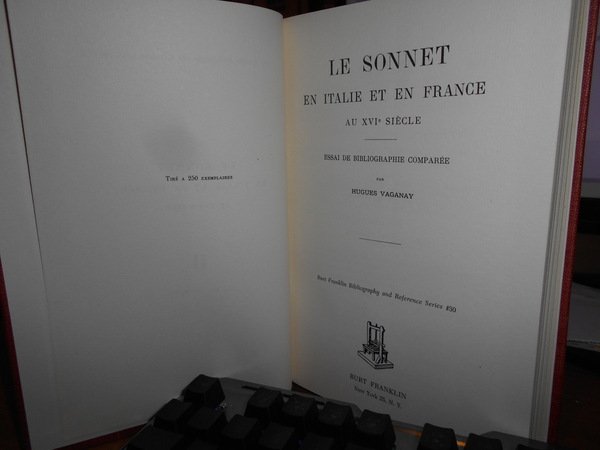 Tiré a 250 exemplaires
LE SONNET
EN ITALIE ET EN FRANCE
AU XVIe SIÈCLE
ESSAI DE BIBLIOGRAPHIE COMPARÉE
PAR
HUGUES VAGANAY
Burt Franklin Bibliography and Reference Series #30
BURT FRANKLIN
New York 25, N. Y.